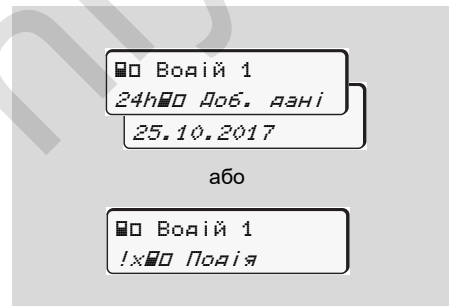 Водій 1
24h Доб. дані
25.10.2017
або
Водій 1
!x Подія